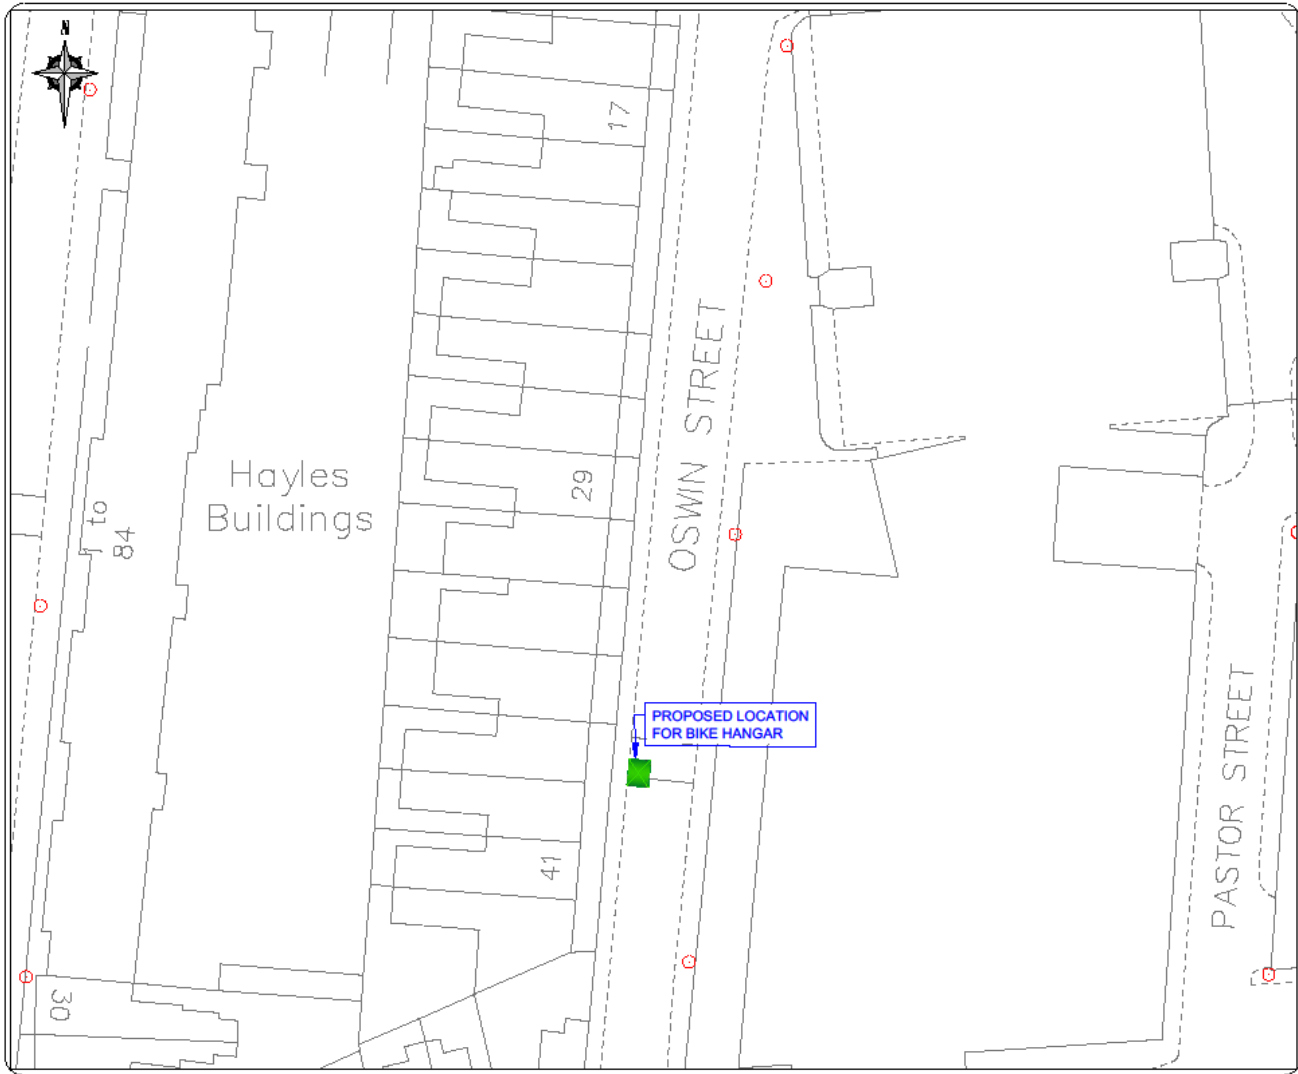 N
17
OSWIN STREET
Hayles
Buildings
29
1 to
84
PROPOSED LOCATION
FOR BIKE HANGAR
PASTOR STREET
41
30